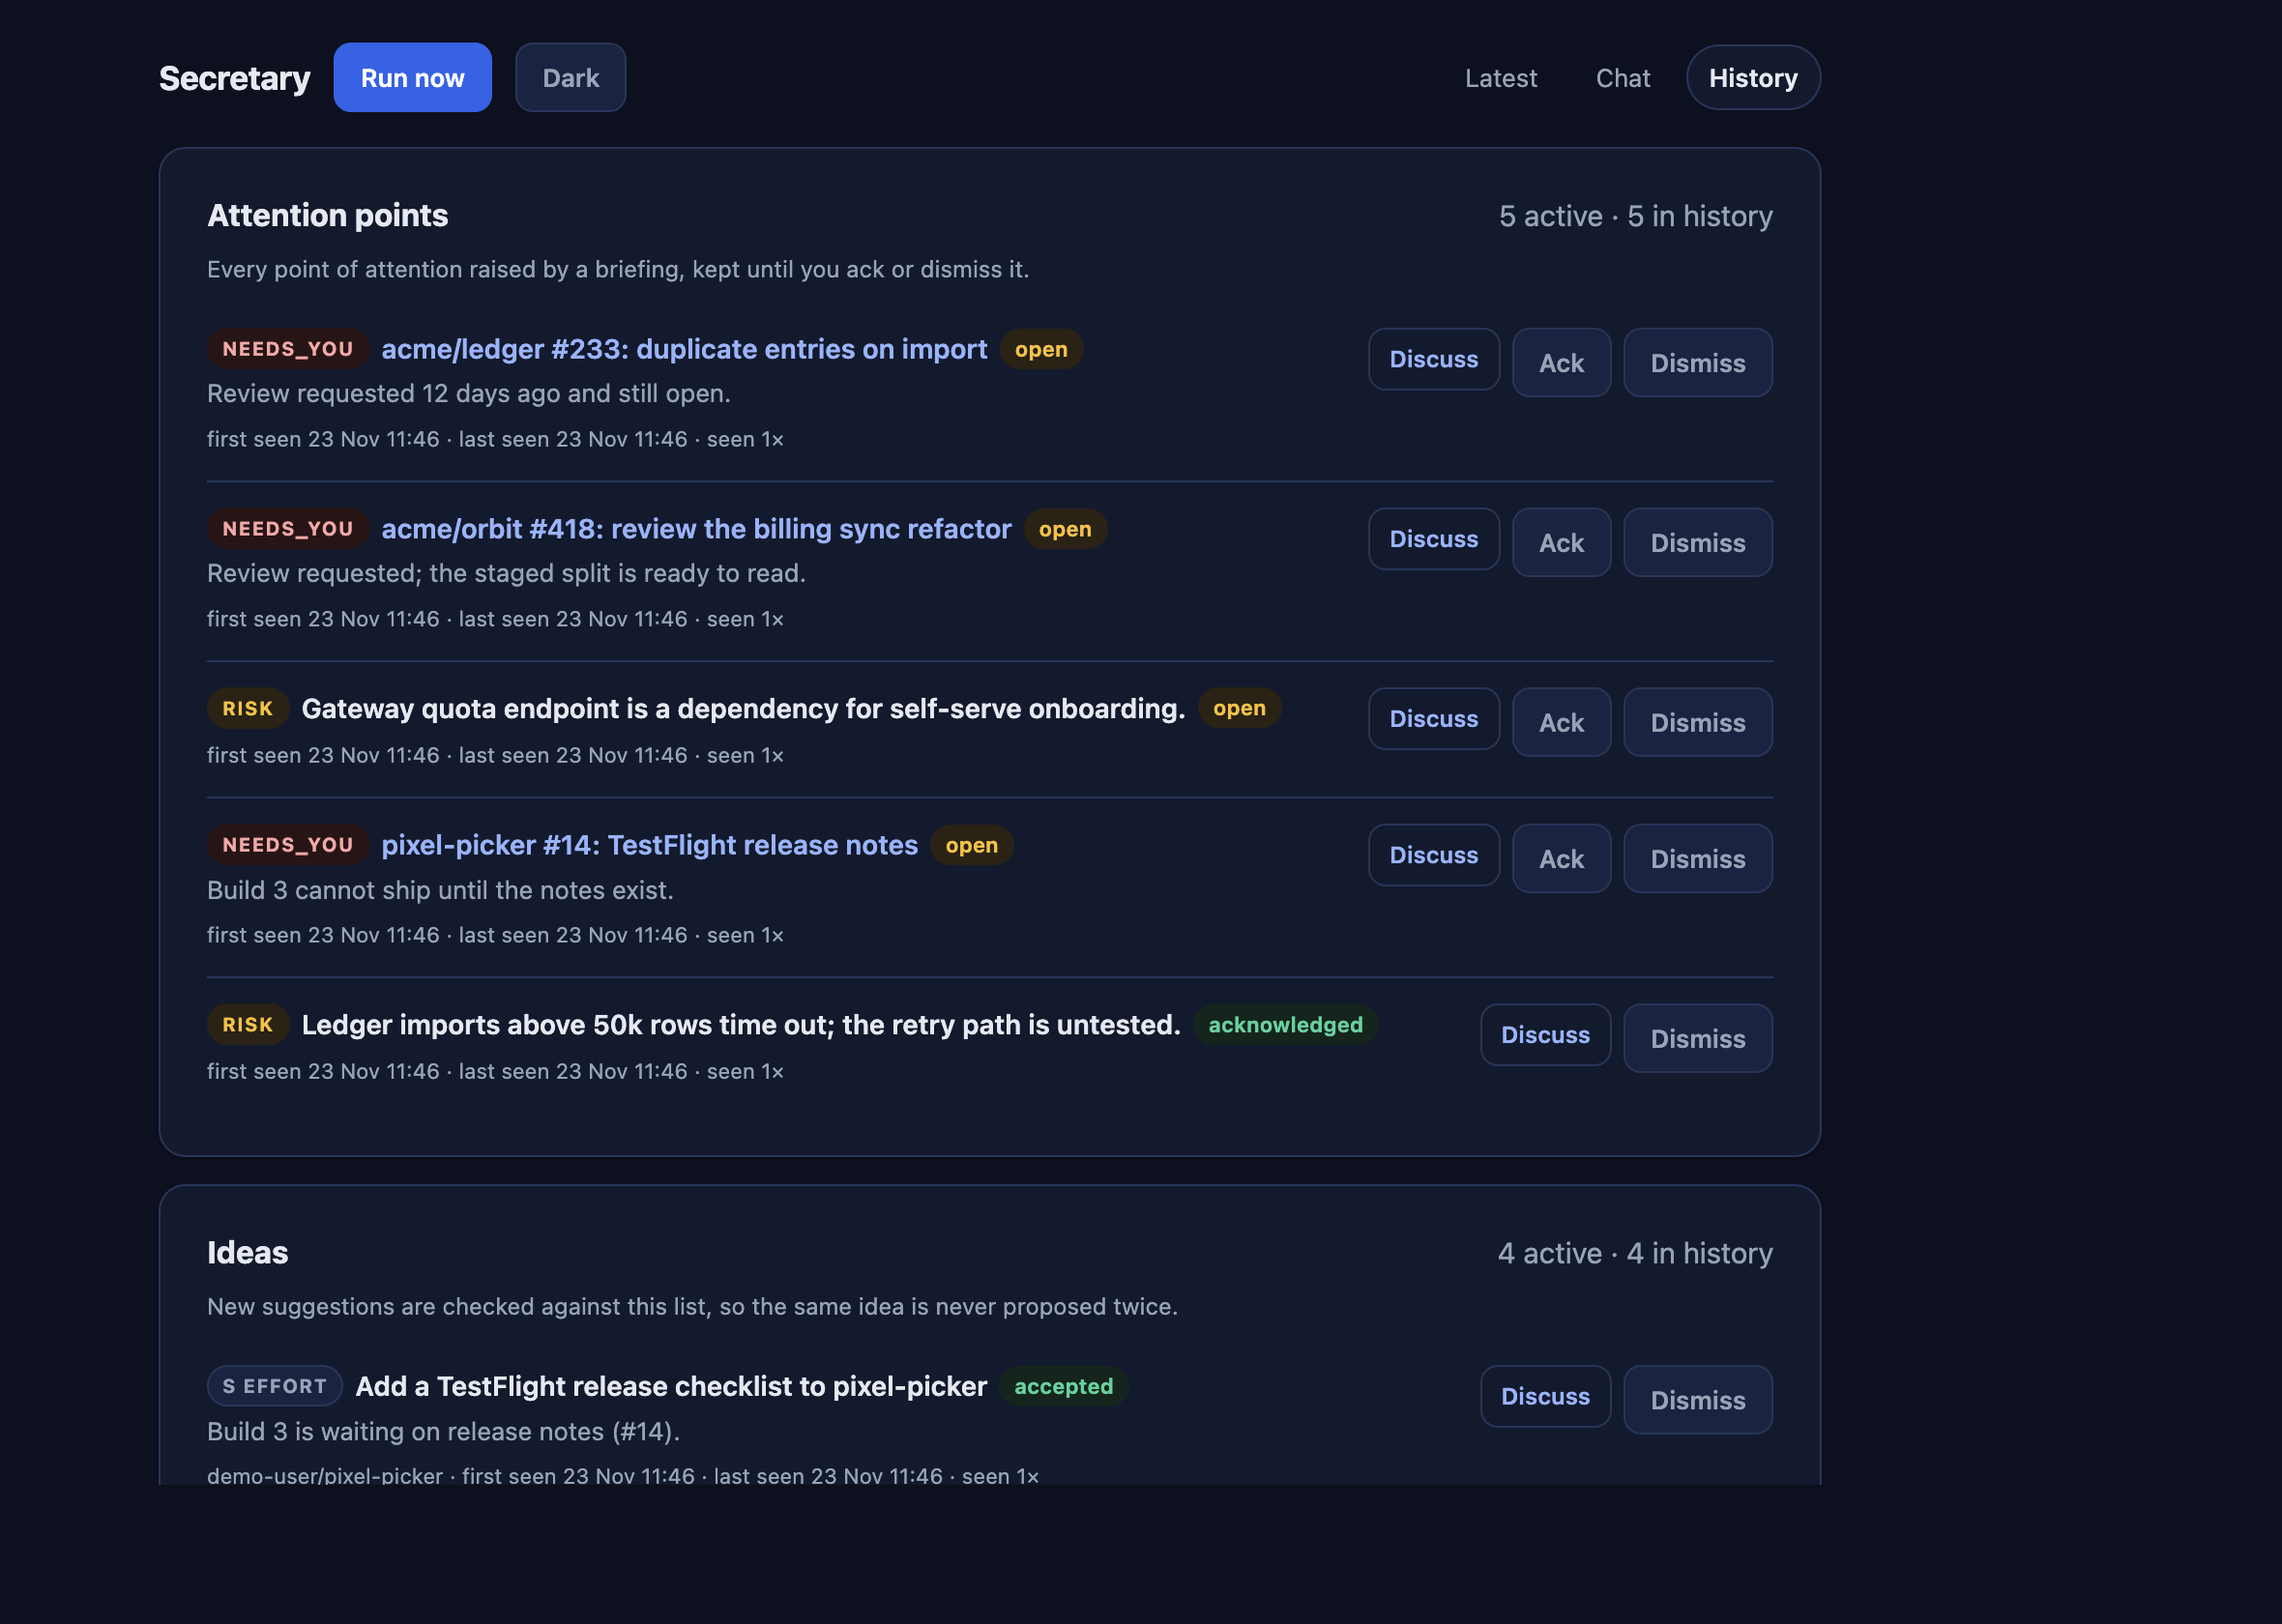 Secretary Run now Dark Latest Chat History
Attention points 5 active · 5 in history
Every point of attention raised by a briefing, kept until you ack or dismiss it.
NEEDS_YOU acme/ledger #233: duplicate entries on import open Discuss Ack Dismiss
Review requested 12 days ago and still open.
first seen 23 Nov 11:46 · last seen 23 Nov 11:46 · seen 1×
NEEDS_YOU acme/orbit #418: review the billing sync refactor open Discuss Ack Dismiss
Review requested; the staged split is ready to read.
first seen 23 Nov 11:46 · last seen 23 Nov 11:46 · seen 1×
RISK Gateway quota endpoint is a dependency for self-serve onboarding. open Discuss Ack Dismiss
first seen 23 Nov 11:46 · last seen 23 Nov 11:46 · seen 1×
NEEDS_YOU pixel-picker #14: TestFlight release notes open Discuss Ack Dismiss
Build 3 cannot ship until the notes exist.
first seen 23 Nov 11:46 · last seen 23 Nov 11:46 · seen 1×
RISK Ledger imports above 50k rows time out; the retry path is untested. acknowledged Discuss Dismiss
first seen 23 Nov 11:46 · last seen 23 Nov 11:46 · seen 1×
Ideas 4 active · 4 in history
New suggestions are checked against this list, so the same idea is never proposed twice.
S EFFORT Add a TestFlight release checklist to pixel-picker accepted Discuss Dismiss
Build 3 is waiting on release notes (#14).
demo-user/pixel-picker · first seen 23 Nov 11:46 · last seen 23 Nov 11:46 · seen 1×